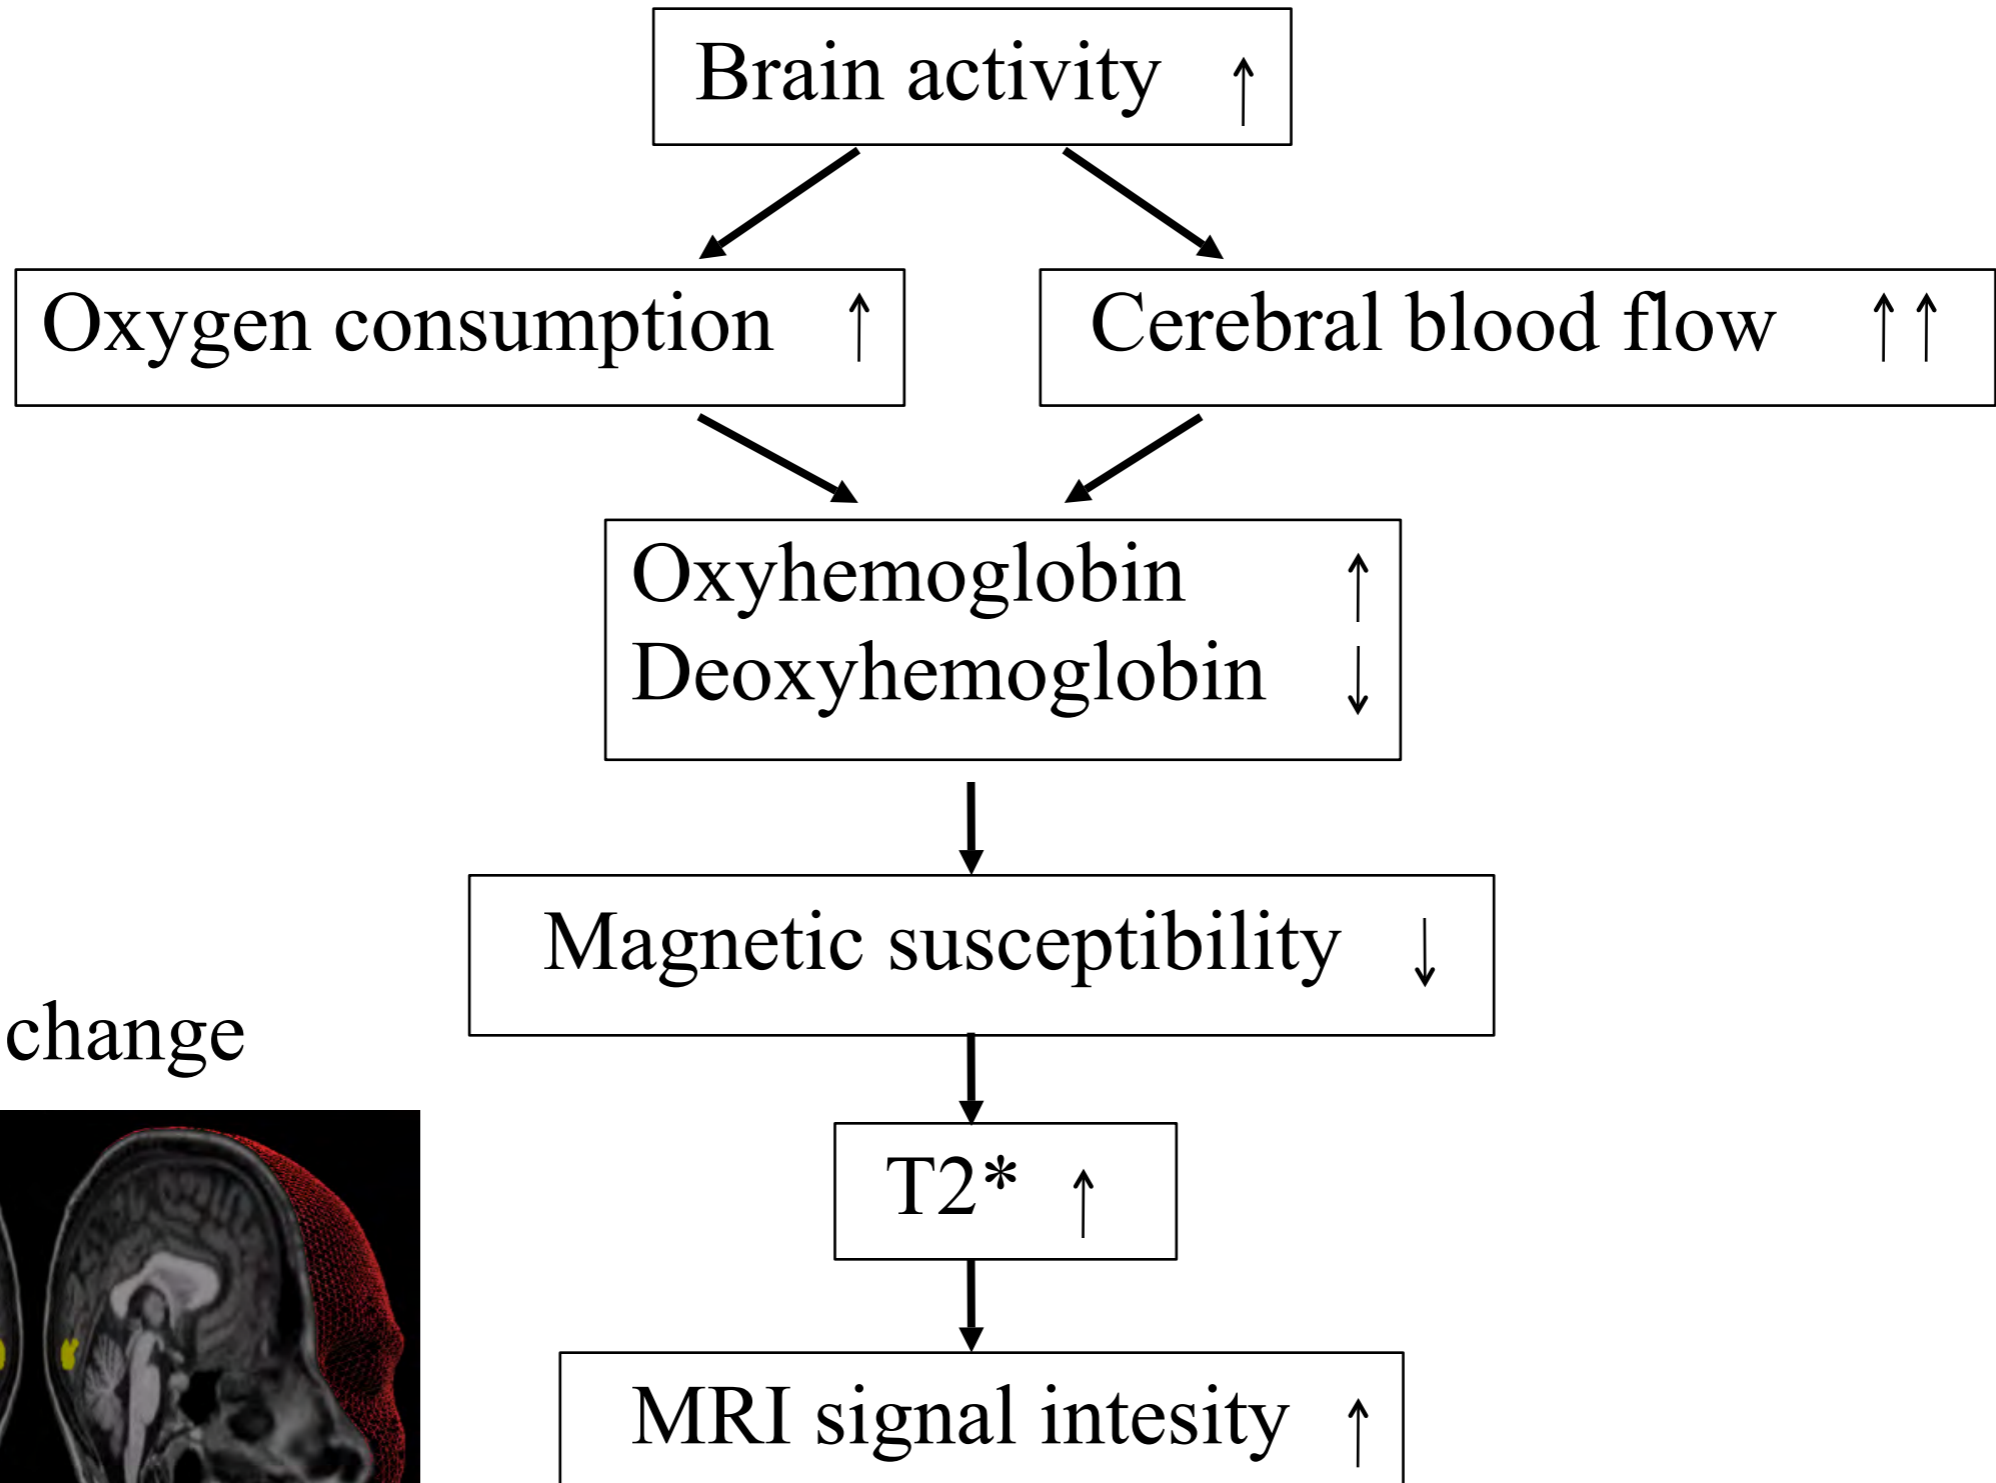 Brain activity ↑
Oxygen consumption ↑
Cerebral blood flow ↑↑
Oxyhemoglobin ↑
Deoxyhemoglobin ↓
Magnetic susceptibility ↓
change
T2* ↑
MRI signal intesity ↑